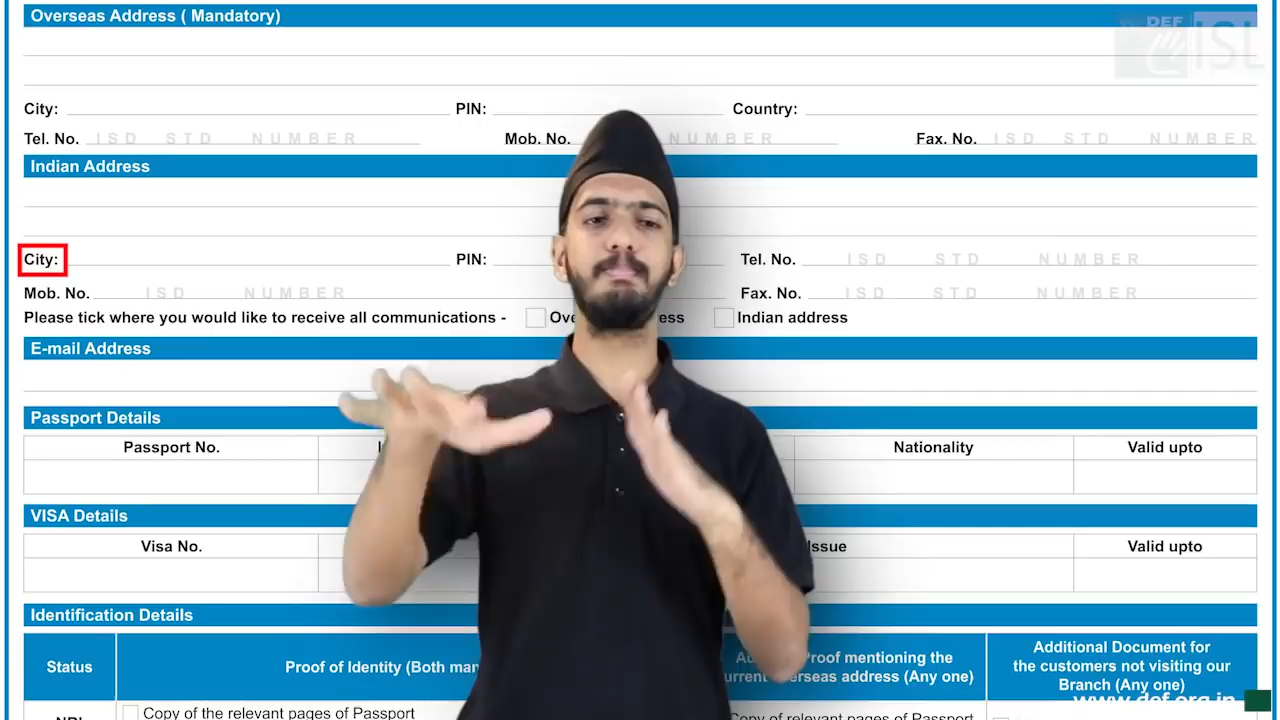 Overseas Address ( Mandatory)
DEF
ISL
City: PIN: Country:
Tel. No. ISD STD NUMBER Mob. No. NUMBER Fax. No. ISD STD NUMBER
Indian Address
City: PIN: Tel. No. ISD STD NUMBER
Mob. No. ISD NUMBER Fax. No. ISD STD NUMBER
Please tick where you would like to receive all communications - Indian address
E-mail Address
Passport Details
Passport No. Nationality Valid upto
VISA Details
Visa No. Issue Valid upto
Identification Details
Status Proof of Identity (Both Proof mentioning the address (Any one) Additional Document for the customers not visiting our Branch (Any one)
www.def.org.in
Copy of the relevant pages of Passport Copy of the relevant pages of Passport